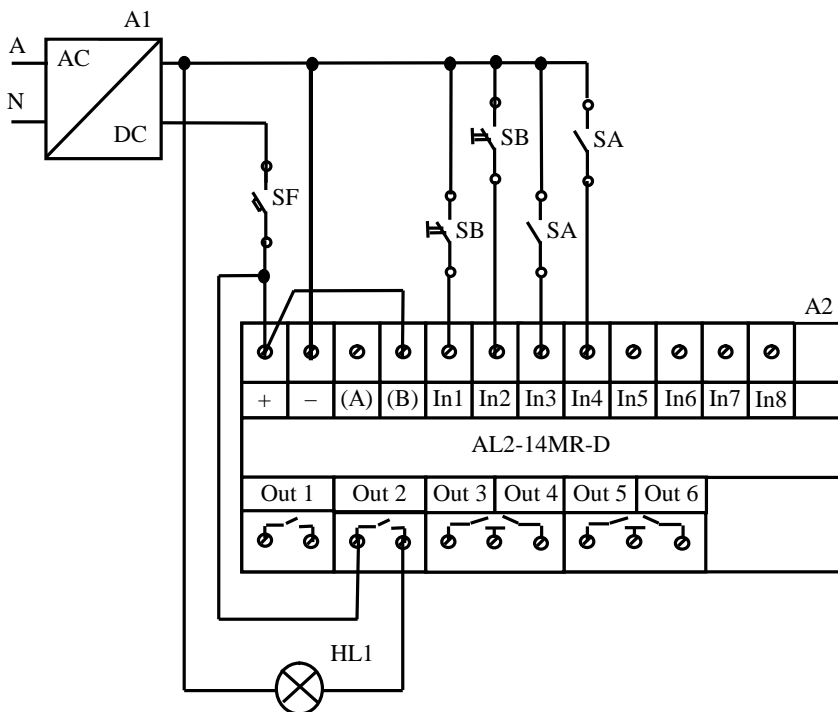 A1
A
AC
N
DC
SF
SB
SA
SB
SA
A2
+ – (A) (B) In1 In2 In3 In4 In5 In6 In7 In8
AL2-14MR-D
Out 1 Out 2 Out 3 Out 4 Out 5 Out 6
HL1